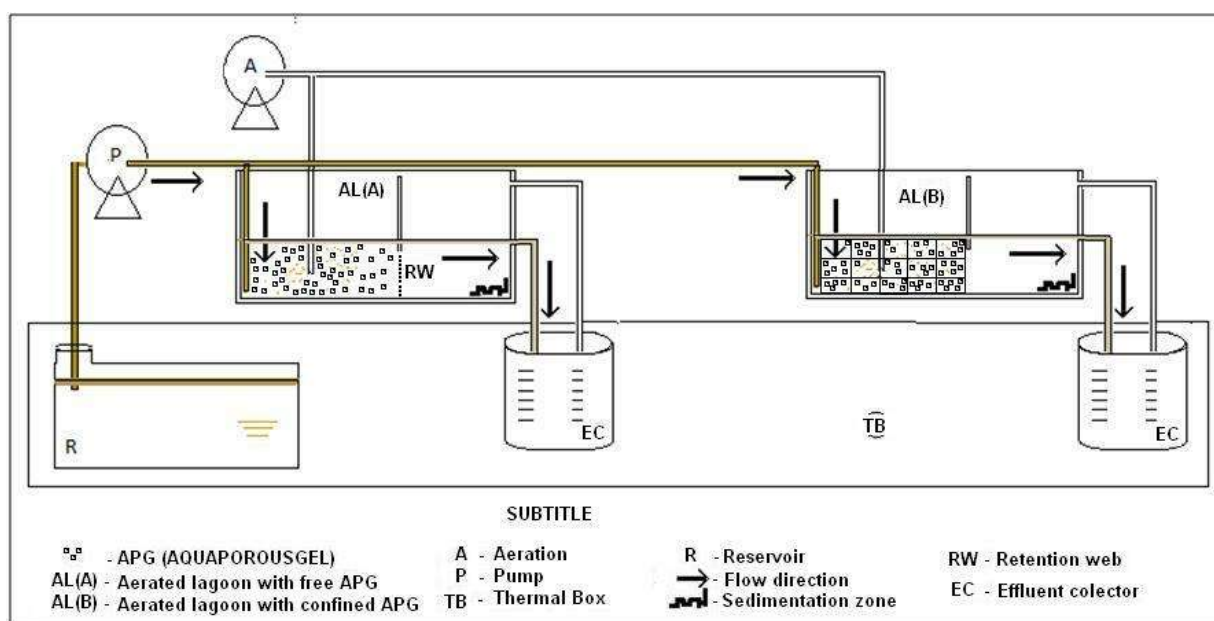 A
P
AL(A)
RW
AL(B)
R
EC
TB
EC
SUBTITLE
- APG (AQUAPOROUSGEL)
AL(A) - Aerated lagoon with free APG
AL(B) - Aerated lagoon with confined APG
A - Aeration
P - Pump
TB - Thermal Box
R - Reservoir
- Flow direction
- Sedimentation zone
RW - Retention web
EC - Effluent colector